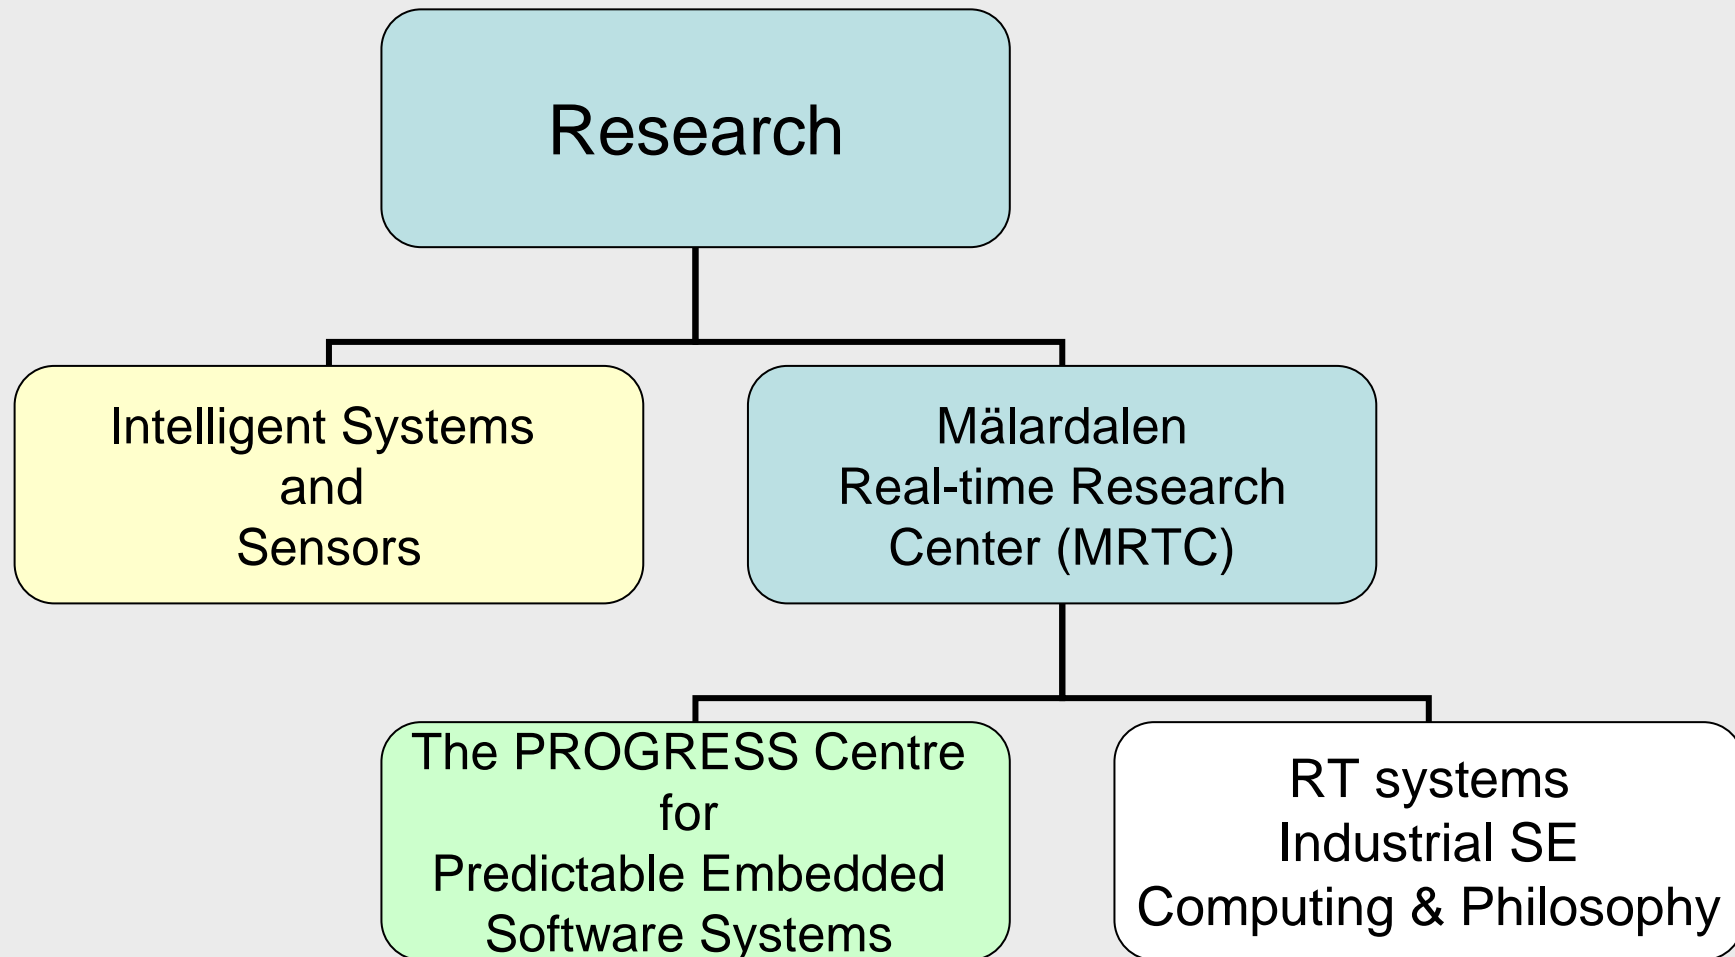 Research
Intelligent Systems
and
Sensors
Mälardalen
Real-time Research
Center (MRTC)
The PROGRESS Centre
for
Predictable Embedded
Software Systems
RT systems
Industrial SE
Computing & Philosophy